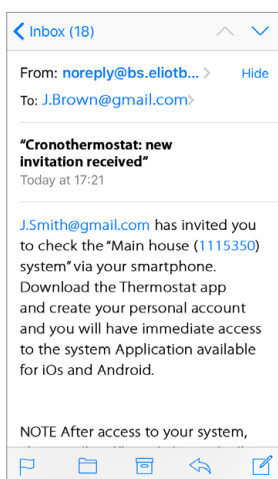 Inbox (18)
From: noreply@bs.eliotb...
Hide
To: J.Brown@gmail.com
“Cronothermostat: new
invitation received”
Today at 17:21
J.Smith@gmail.com has invited you
to check the “Main house (1115350)
system” via your smartphone.
Download the Thermostat app
and create your personal account
and you will have immediate access
to the system Application available
for iOs and Android.
NOTE After access to your system,